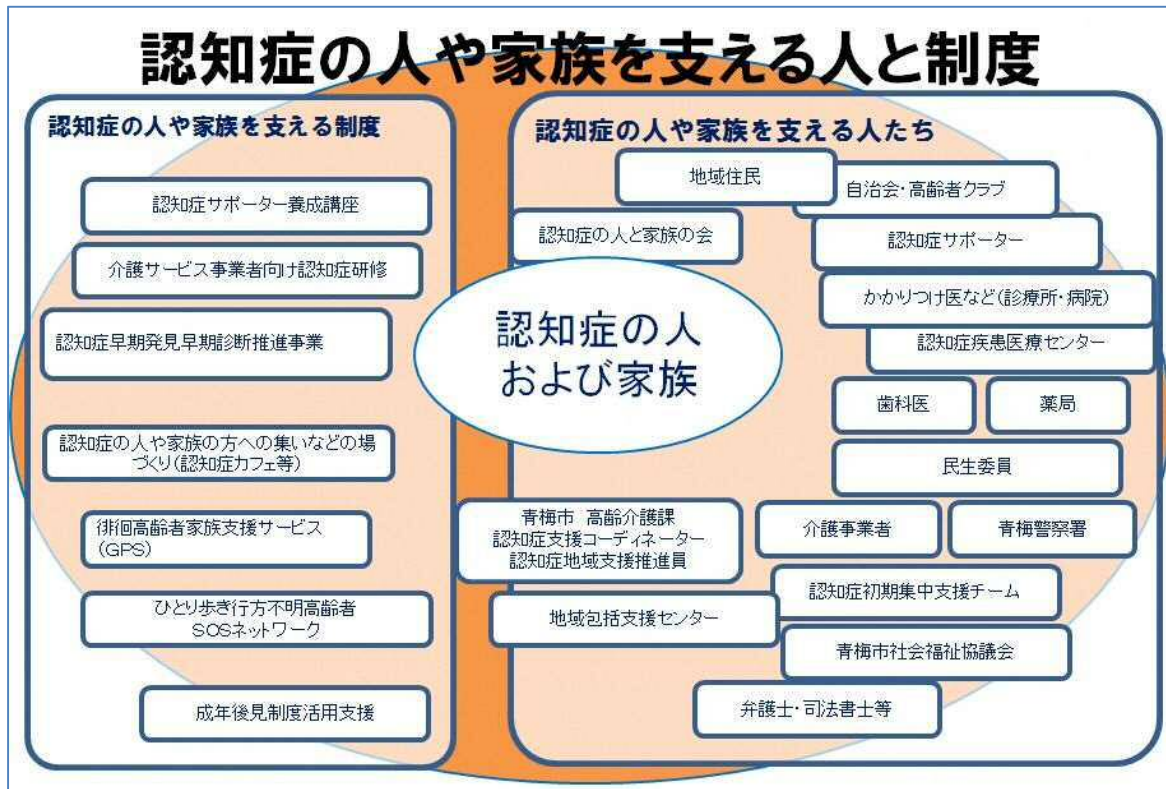 認知症の人や家族を支える人と制度
認知症の人や家族を支える制度
認知症サポーター養成講座
介護サービス事業者向け認知症研修
認知症早期発見早期診断推進事業
認知症の人や家族の方への集いなどの場
づくり(認知症カフェ等)
徘徊高齢者家族支援サービス
(GPS)
ひとり歩き行方不明高齢者
SOSネットワーク
成年後見制度活用支援
認知症の人
および家族
認知症の人や家族を支える人たち
地域住民
自治会・高齢者クラブ
認知症の人と家族の会
認知症サポーター
かかりつけ医など(診療所・病院)
認知症疾患医療センター
歯科医
薬局
民生委員
青梅市 高齢介護課
認知症支援コーディネーター
認知症地域支援推進員
介護事業者
青梅警察署
認知症初期集中支援チーム
地域包括支援センター
青梅市社会福祉協議会
弁護士・司法書士等